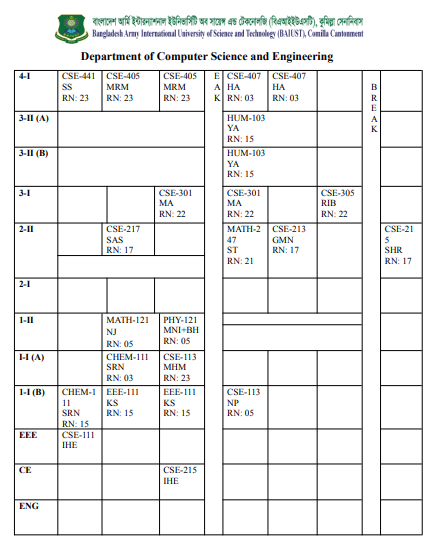 বাংলাদেশ আর্মি ইন্টারন্যাশনাল ইউনিভার্সিটি অব সায়েন্স এন্ড টেকনোলজি (বিএআইইউএসটি), কুমিল্লা সেনানিবাস
Bangladesh Army International University of Science and Technology (BAIUST), Comilla Cantonment
Department of Computer Science and Engineering
4-I CSE-441 CSE-405 CSE-405 E CSE-407 CSE-407 B
SS MRM MRM A HA HA R
RN: 23 RN: 23 RN: 23 K RN: 03 RN: 03 E
A
K
3-II (A) HUM-103
YA
RN: 15
3-II (B) HUM-103
YA
RN: 15
3-I CSE-301 CSE-301 CSE-305
MA MA RIB
RN: 22 RN: 22 RN: 22
2-II CSE-217 MATH-2 CSE-213 CSE-21
SAS 47 GMN 5
RN: 17 ST RN: 17 SHR
RN: 21 RN: 17
2-I
1-II MATH-121 PHY-121
NJ MNI+BH
RN: 05 RN: 05
I-I (A) CHEM-111 CSE-113
SRN MHM
RN: 03 RN: 23
1-I (B) CHEM-1 EEE-111 EEE-111 CSE-113
11 KS KS NP
SRN RN: 15 RN: 15 RN: 05
RN: 15
EEE CSE-111
IHE
CE CSE-215
IHE
ENG